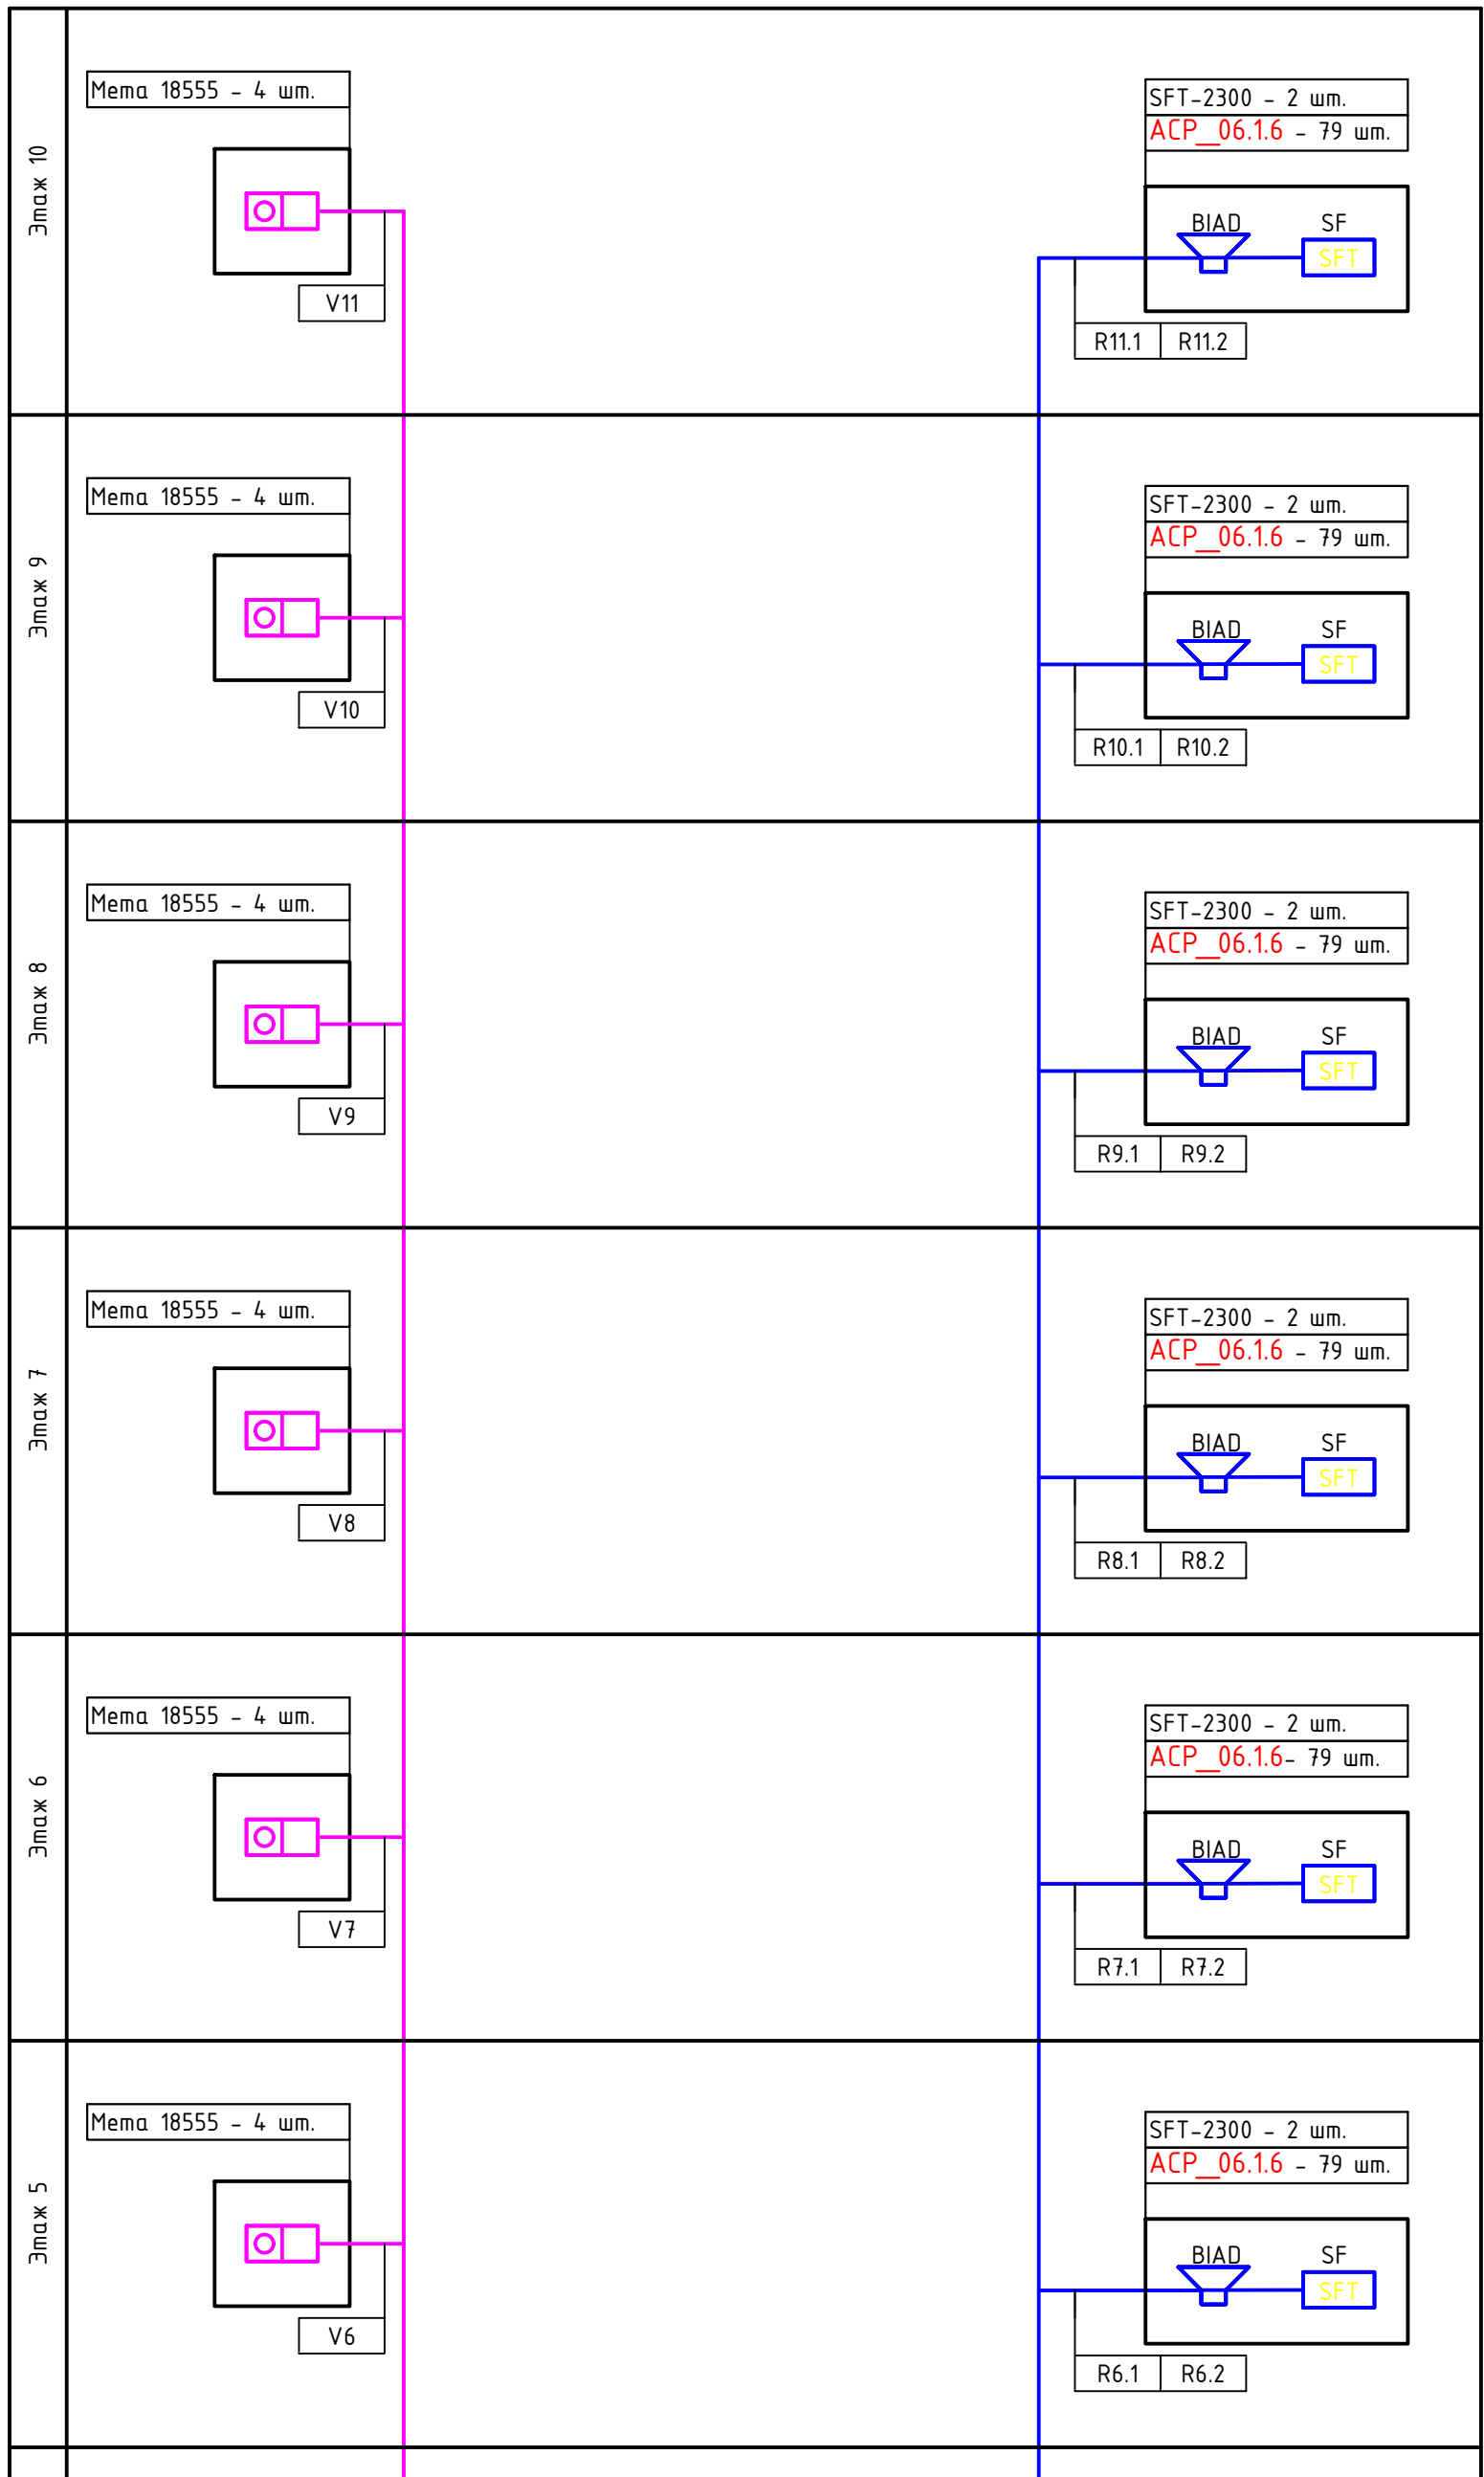 Этаж 10
Мета 18555 - 4 шт.
V11
SFT-2300 - 2 шт.
ACP__06.1.6 - 79 шт.
BIAD SF
SFT
R11.1 R11.2
Этаж 9
Мета 18555 - 4 шт.
V10
SFT-2300 - 2 шт.
ACP__06.1.6 - 79 шт.
BIAD SF
SFT
R10.1 R10.2
Этаж 8
Мета 18555 - 4 шт.
V9
SFT-2300 - 2 шт.
ACP__06.1.6 - 79 шт.
BIAD SF
SFT
R9.1 R9.2
Этаж 7
Мета 18555 - 4 шт.
V8
SFT-2300 - 2 шт.
ACP__06.1.6 - 79 шт.
BIAD SF
SFT
R8.1 R8.2
Этаж 6
Мета 18555 - 4 шт.
V7
SFT-2300 - 2 шт.
ACP__06.1.6- 79 шт.
BIAD SF
SFT
R7.1 R7.2
Этаж 5
Мета 18555 - 4 шт.
V6
SFT-2300 - 2 шт.
ACP__06.1.6 - 79 шт.
BIAD SF
SFT
R6.1 R6.2